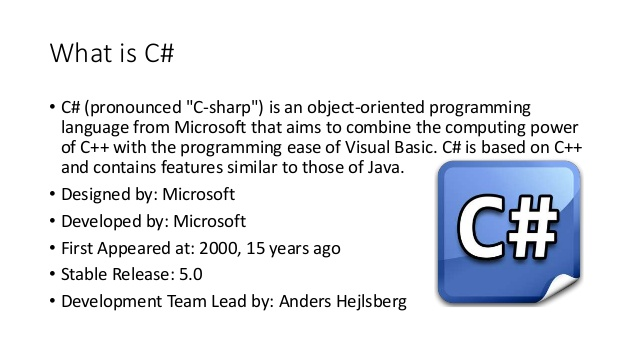 What is C#
• C# (pronounced "C-sharp") is an object-oriented programming
language from Microsoft that aims to combine the computing power
of C++ with the programming ease of Visual Basic. C# is based on C++
and contains features similar to those of Java.
• Designed by: Microsoft
• Developed by: Microsoft
• First Appeared at: 2000, 15 years ago
• Stable Release: 5.0
• Development Team Lead by: Anders Hejlsberg
C#